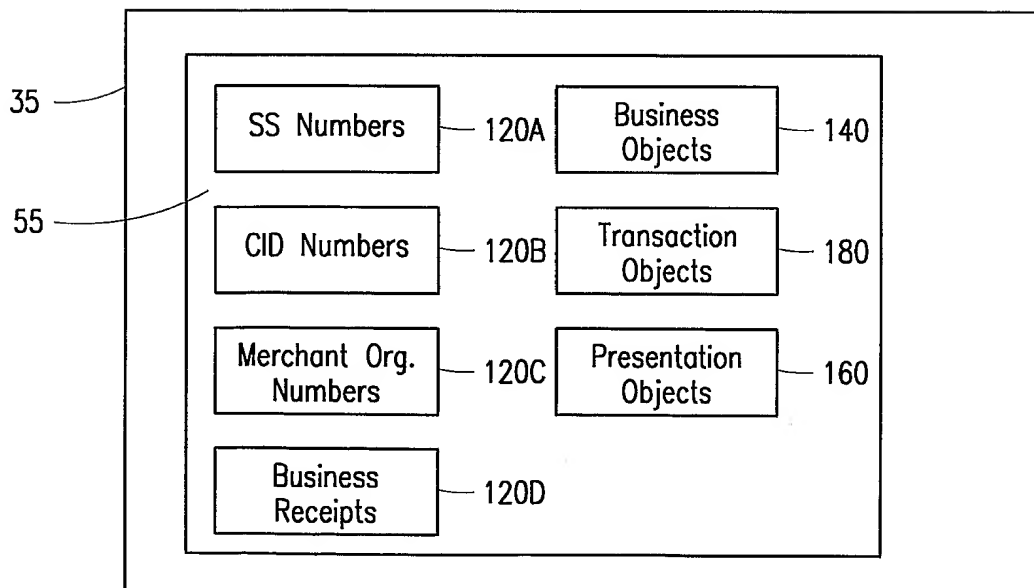 35
SS Numbers
120A
Business
Objects
140
55
CID Numbers
120B
Transaction
Objects
180
Merchant Org.
Numbers
120C
Presentation
Objects
160
Business
Receipts
120D